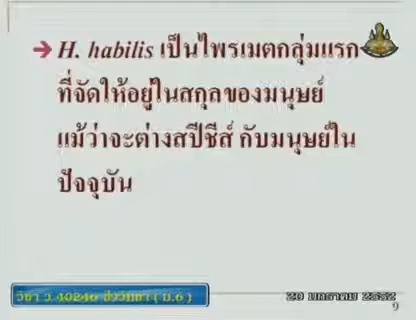 H. habilis เป็นไพรเมตกลุ่มแรก
ที่จัดให้อยู่ในสกุลของมนุษย์
แม้ว่าจะต่างสปีชีส์ กับมนุษย์ใน
ปัจจุบัน
วิชา ว 40246 ชีววิทยา ( ม.6 )
20 มกราคม 2552
9